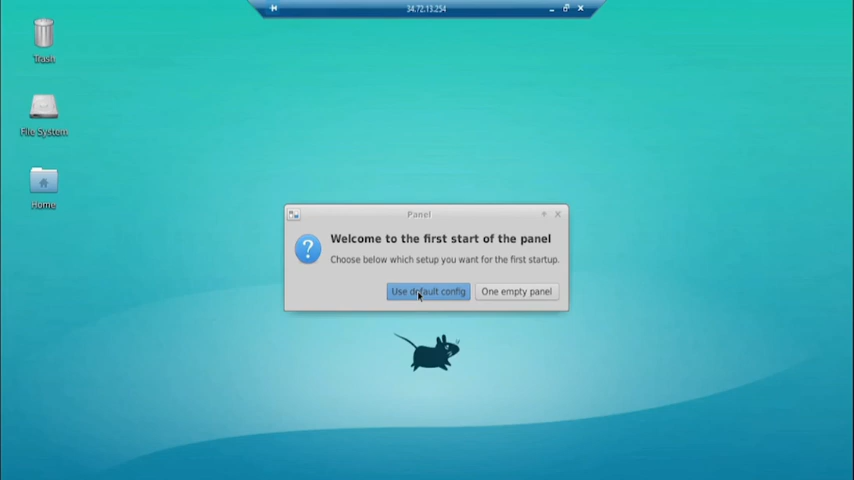 34.72.13.254
Trash
File System
Home
Panel
Welcome to the first start of the panel
Choose below which setup you want for the first startup.
Use default config
One empty panel